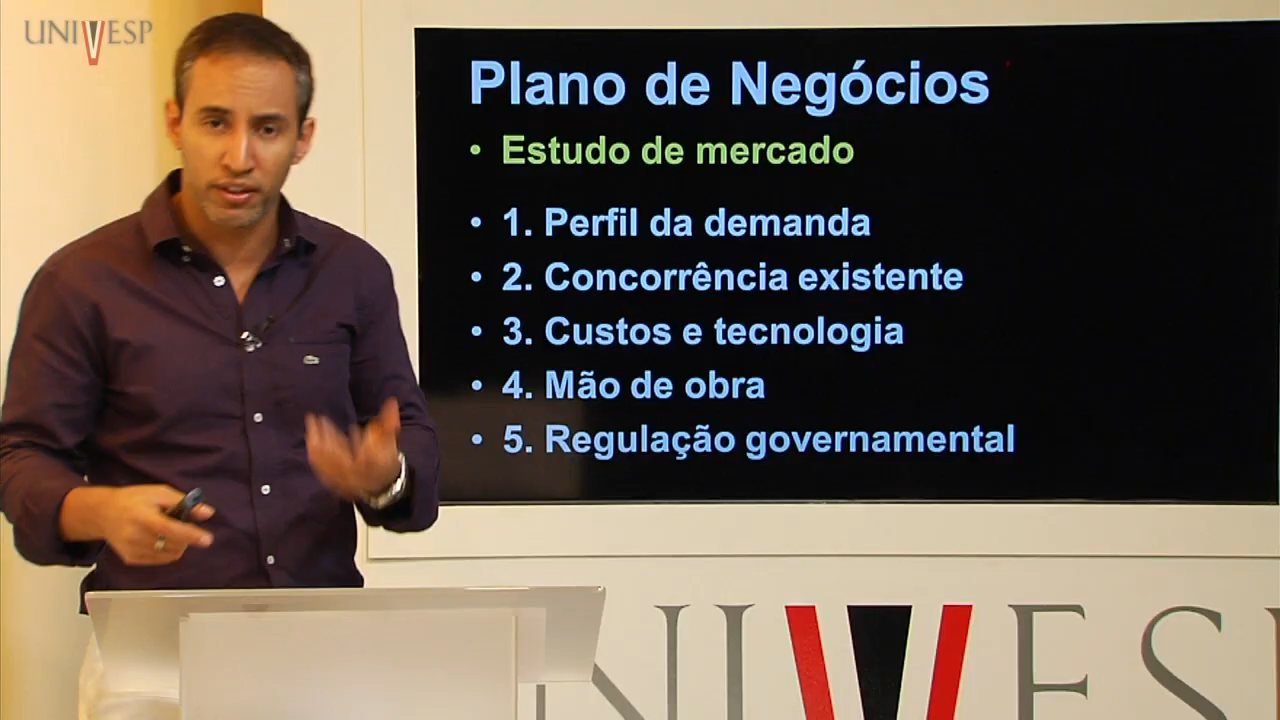 UNIVESP
Plano de Negócios
• Estudo de mercado
• 1. Perfil da demanda
• 2. Concorrência existente
• 3. Custos e tecnologia
• 4. Mão de obra
• 5. Regulação governamental
NIVESP